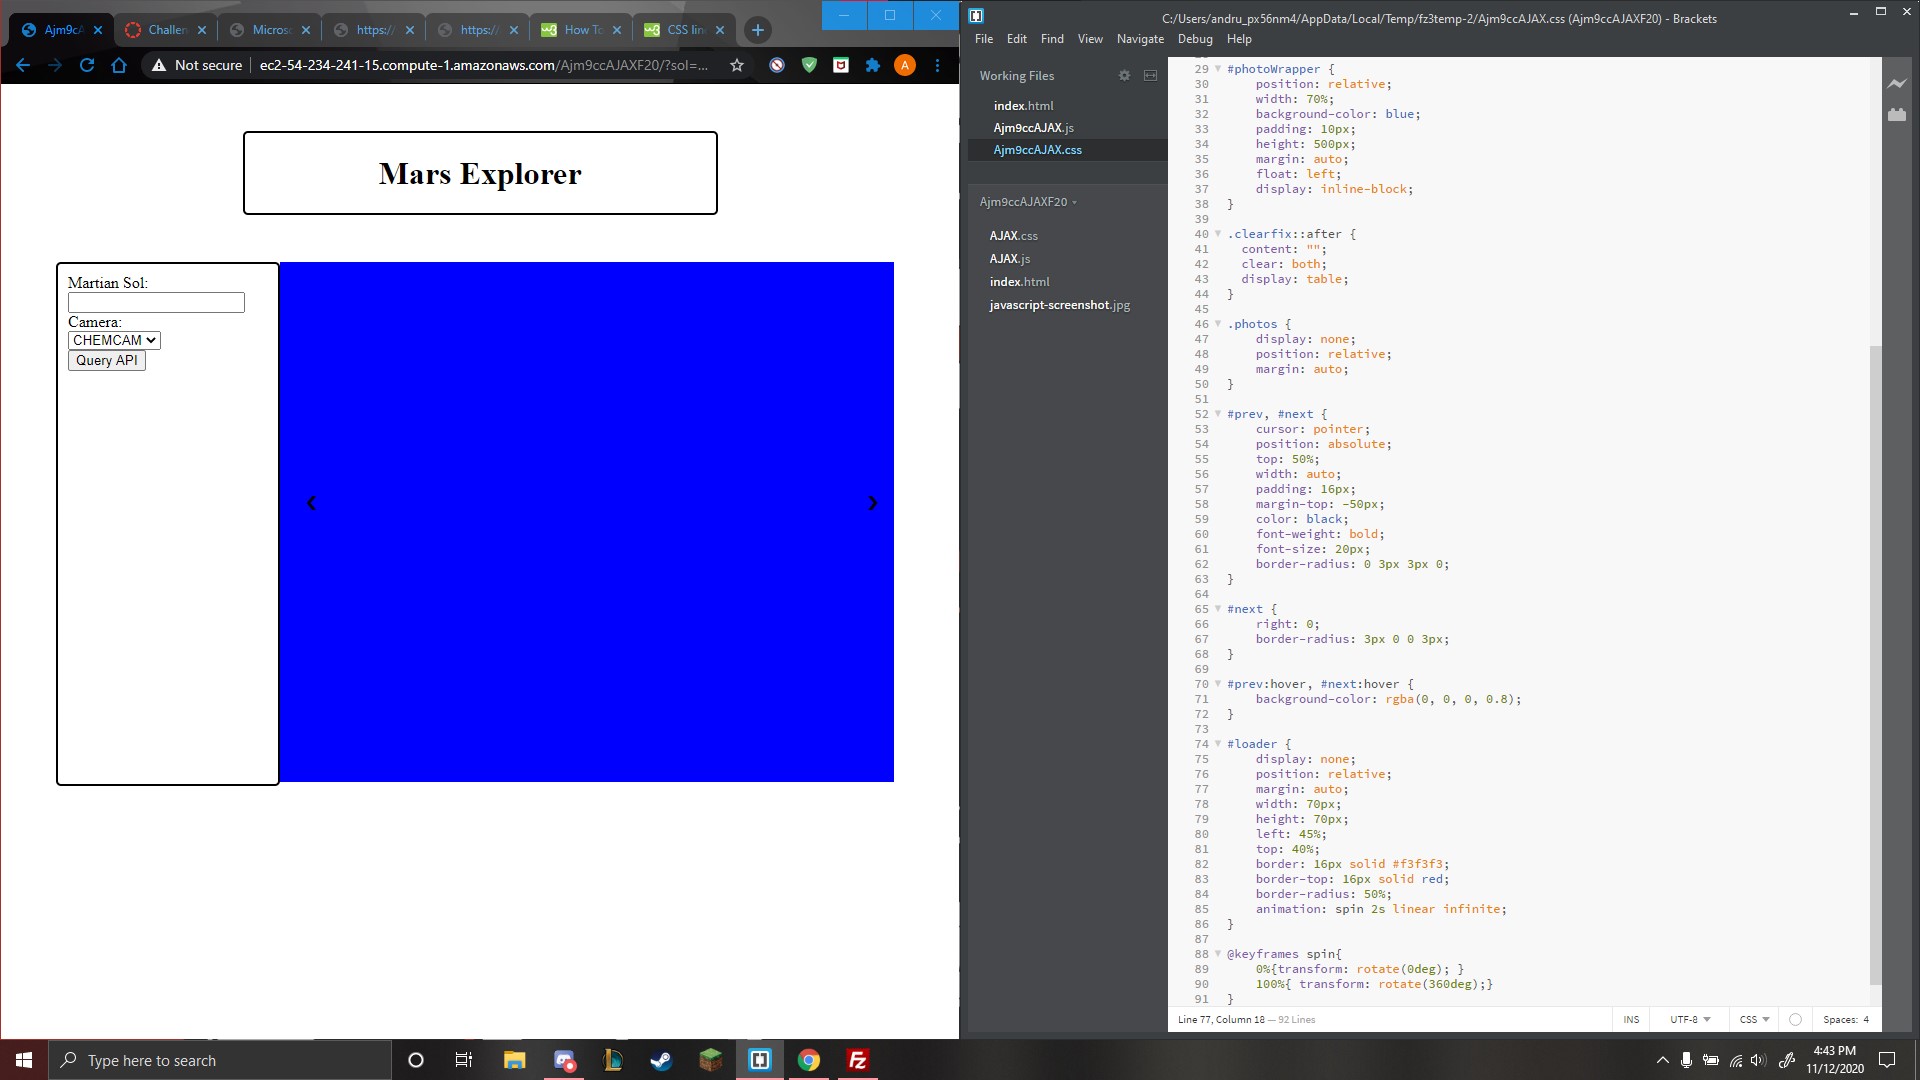 Ajm9cA
Challen
Micros
https://
https://
How To
CSS lin
Not secure
ec2-54-234-241-15.compute-1.amazonaws.com/Ajm9ccAJAXF20/?sol=...
A
Mars Explorer
Martian Sol:
Camera:
CHEMCAM
Query API
‹
›
C:/Users/andru_px56nm4/AppData/Local/Temp/fz3temp-2/Ajm9ccAJAX.css (Ajm9ccAJAXF20) - Brackets
File Edit Find View Navigate Debug Help
Working Files
index.html
Ajm9ccAJAX.js
Ajm9ccAJAX.css
Ajm9ccAJAXF20
AJAX.css
AJAX.js
index.html
javascript-screenshot.jpg
29 #photoWrapper {
30 position: relative;
31 width: 70%;
32 background-color: blue;
33 padding: 10px;
34 height: 500px;
35 margin: auto;
36 float: left;
37 display: inline-block;
38 }
39
40 .clearfix::after {
41 content: "";
42 clear: both;
43 display: table;
44 }
45
46 .photos {
47 display: none;
48 position: relative;
49 margin: auto;
50 }
51
52 #prev, #next {
53 cursor: pointer;
54 position: absolute;
55 top: 50%;
56 width: auto;
57 padding: 16px;
58 margin-top: -50px;
59 color: black;
60 font-weight: bold;
61 font-size: 20px;
62 border-radius: 0 3px 3px 0;
63 }
64
65 #next {
66 right: 0;
67 border-radius: 3px 0 0 3px;
68 }
69
70 #prev:hover, #next:hover {
71 background-color: rgba(0, 0, 0, 0.8);
72 }
73
74 #loader {
75 display: none;
76 position: relative;
77 margin: auto;
78 width: 70px;
79 height: 70px;
80 left: 45%;
81 top: 40%;
82 border: 16px solid #f3f3f3;
83 border-top: 16px solid red;
84 border-radius: 50%;
85 animation: spin 2s linear infinite;
86 }
87
88 @keyframes spin{
89 0%{transform: rotate(0deg); }
90 100%{ transform: rotate(360deg);}
91 }
Line 77, Column 18 — 92 Lines
INS UTF-8 CSS Spaces: 4
Type here to search
4:43 PM
11/12/2020